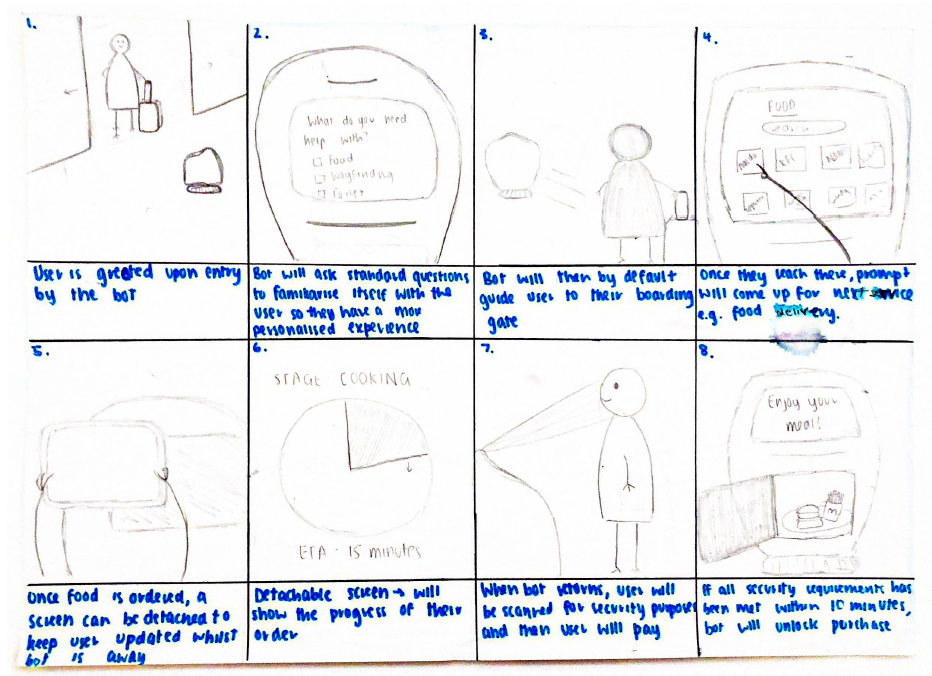 1.
User is greeted upon entry
by the bot
2.
What do you need
help with?
Food
Wayfinding
Toilet
Bot will ask standard questions
to familiarise itself with the
user so they have a more
personalised experience
3.
Bot will then by default
guide user to their boarding
gate
4.
FOOD
Search
KFC
Once they reach there, prompt
will come up for next service
e.g. food delivery.
5.
Once food is ordered, a
screen can be detached to
keep user updated whilst
bot is away
6.
STAGE COOKING
ETA - 15 minutes
Detachable screen → will
show the progress of their
order
7.
When bot returns, user will
be scanned for security purposes
and then user will pay
8.
Enjoy your
meal!
M
If all security requirements has
been met within 10 minutes,
bot will unlock purchase